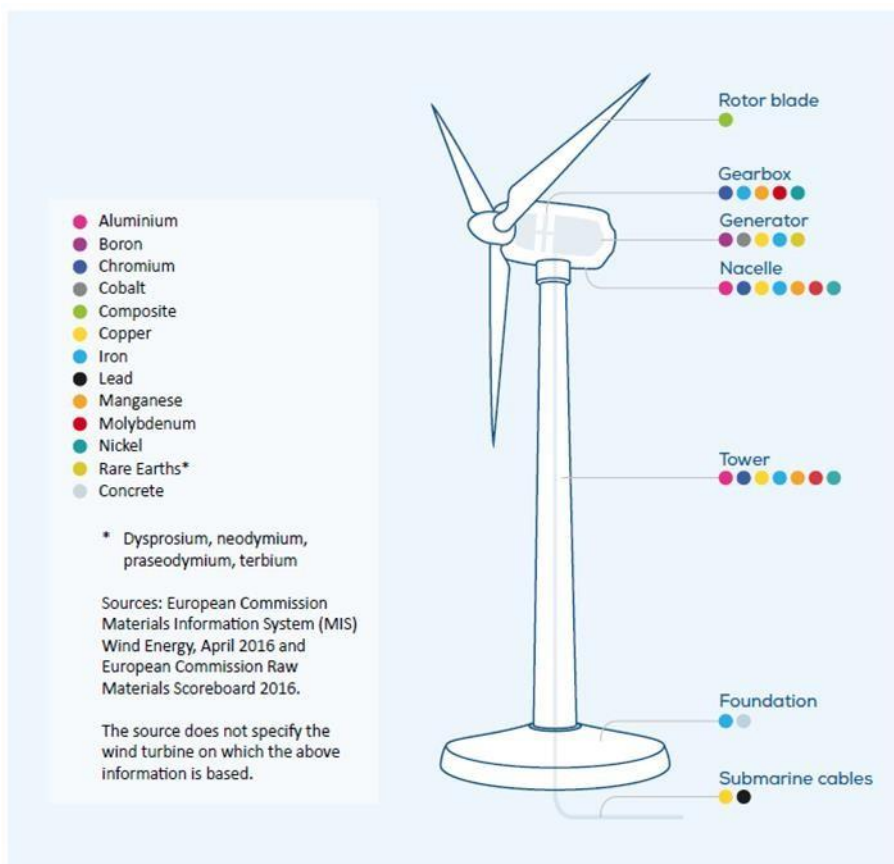 Aluminium
Boron
Chromium
Cobalt
Composite
Copper
Iron
Lead
Manganese
Molybdenum
Nickel
Rare Earths*
Concrete
* Dysprosium, neodymium,
praseodymium, terbium
Sources: European Commission
Materials Information System (MIS)
Wind Energy, April 2016 and
European Commission Raw
Materials Scoreboard 2016.
The source does not specify the
wind turbine on which the above
information is based.
Rotor blade
Gearbox
Generator
Nacelle
Tower
Foundation
Submarine cables